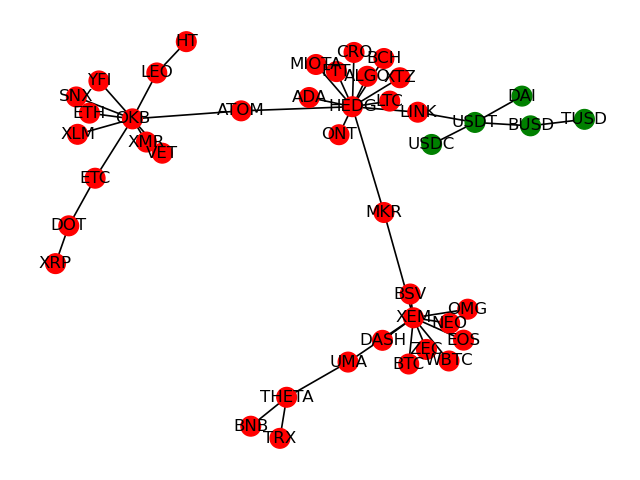 HT
CRO
MIOTA
BCH
FTT
LEO
ALGO
XTZ
YFI
SNX
ADA
DAI
LTC
HEDG
ATOM
LINK
ETH
OKB
TUSD
USDT
BUSD
XLM
ONT
XMR
USDC
VET
ETC
MKR
DOT
XRP
BSV
OMG
XEM
NEO
DASH
EOS
ZEC
UMA
WBTC
BTC
THETA
BNB
TRX